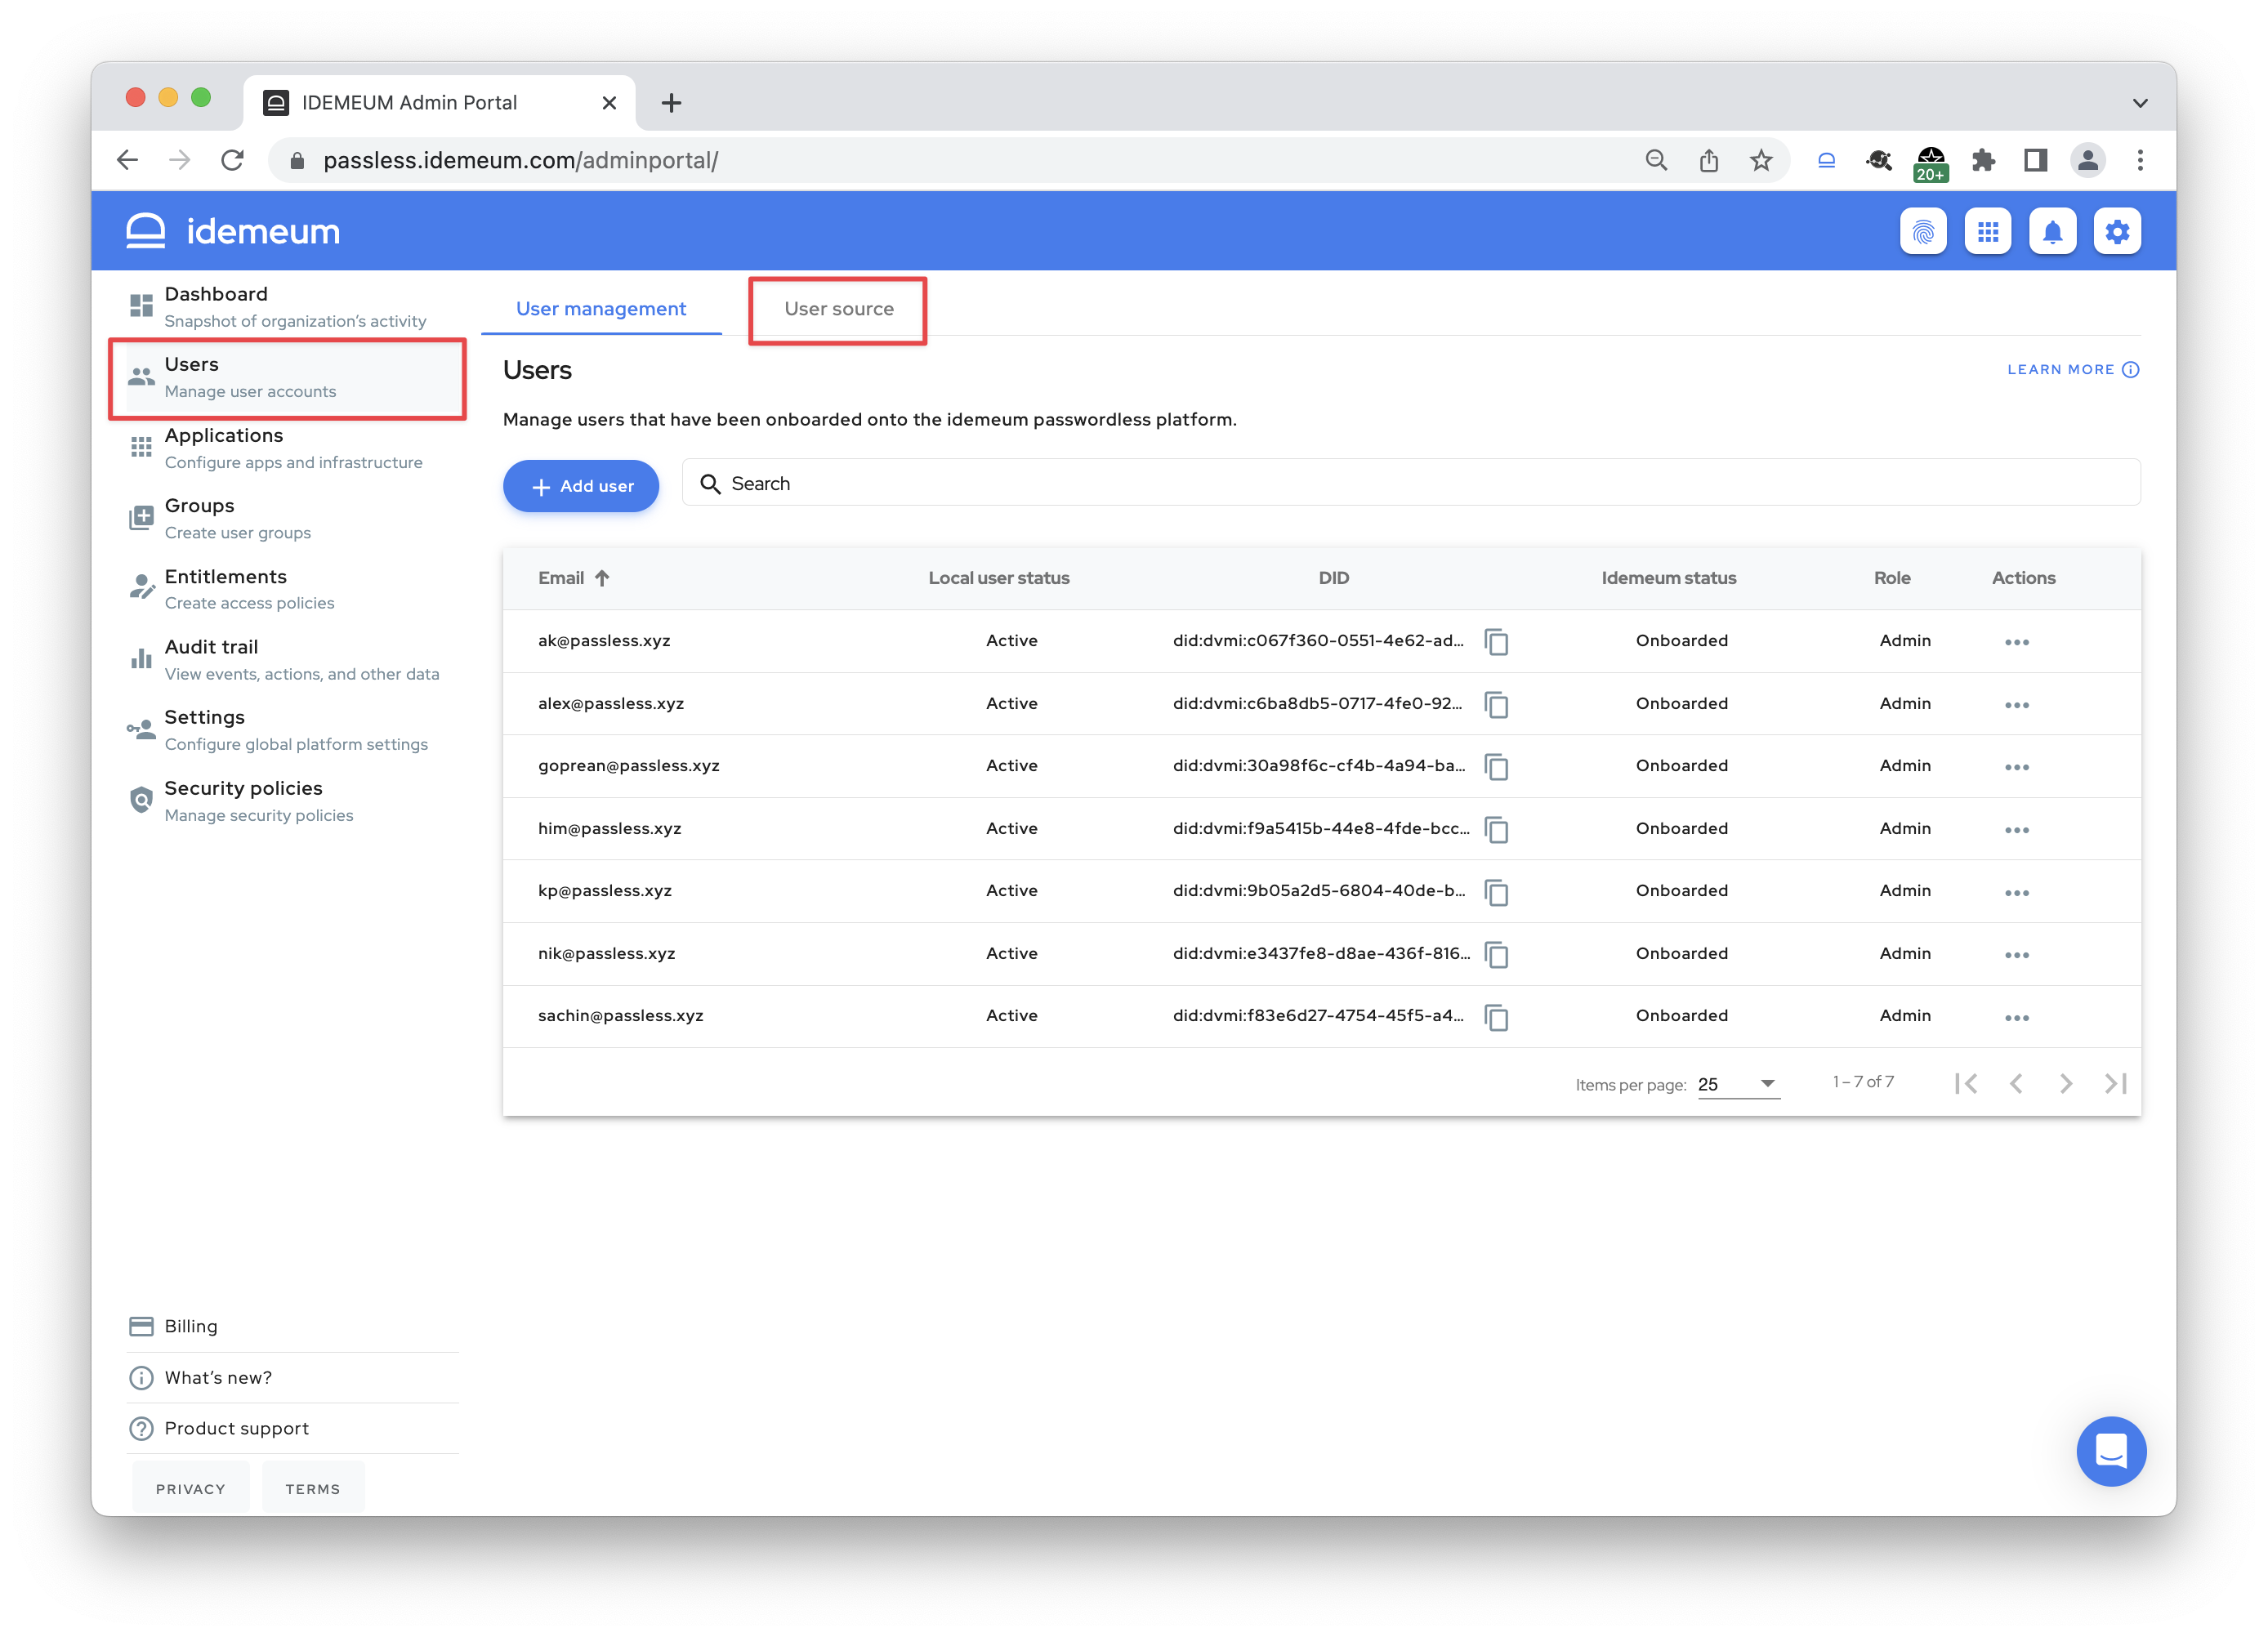 IDEMEUM Admin Portal
passless.idemeum.com/adminportal/
20+
idemeum
Dashboard
Snapshot of organization's activity
Users
Manage user accounts
Applications
Configure apps and infrastructure
Groups
Create user groups
Entitlements
Create access policies
Audit trail
View events, actions, and other data
Settings
Configure global platform settings
Security policies
Manage security policies
Billing
What's new?
Product support
PRIVACY TERMS
User management User source
Users
LEARN MORE
Manage users that have been onboarded onto the idemeum passwordless platform.
Add user
Search
Email Local user status DID Idemeum status Role Actions
ak@passless.xyz Active did:dvmi:c067f360-0551-4e62-ad... Onboarded Admin
alex@passless.xyz Active did:dvmi:c6ba8db5-0717-4fe0-92... Onboarded Admin
goprean@passless.xyz Active did:dvmi:30a98f6c-cf4b-4a94-ba... Onboarded Admin
him@passless.xyz Active did:dvmi:f9a5415b-44e8-4fde-bcc... Onboarded Admin
kp@passless.xyz Active did:dvmi:9b05a2d5-6804-40de-b... Onboarded Admin
nik@passless.xyz Active did:dvmi:e3437fe8-d8ae-436f-816... Onboarded Admin
sachin@passless.xyz Active did:dvmi:f83e6d27-4754-45f5-a4... Onboarded Admin
Items per page: 25 1 – 7 of 7